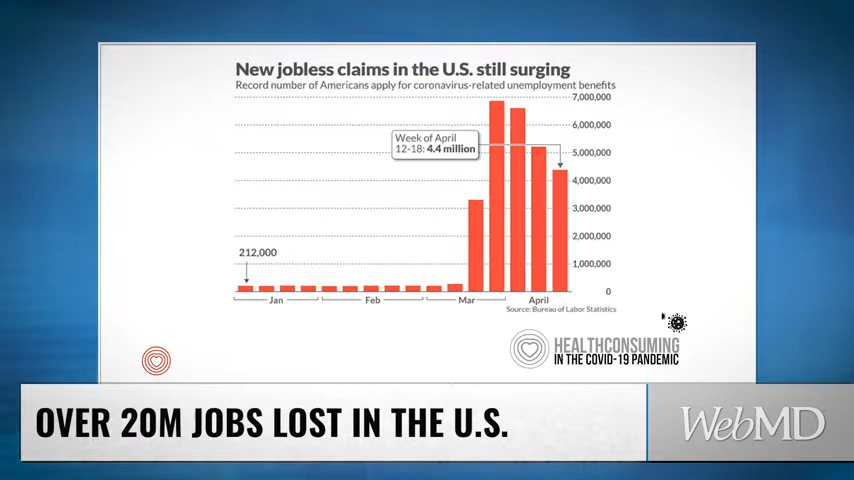 New jobless claims in the U.S. still surging
Record number of Americans apply for coronavirus-related unemployment benefits
7,000,000
6,000,000
Week of April
12-18: 4.4 million
5,000,000
4,000,000
3,000,000
212,000
2,000,000
1,000,000
0
Jan
Feb
Mar
April
Source: Bureau of Labor Statistics
HEALTHCONSUMING
IN THE COVID-19 PANDEMIC
OVER 20M JOBS LOST IN THE U.S.
WebMD